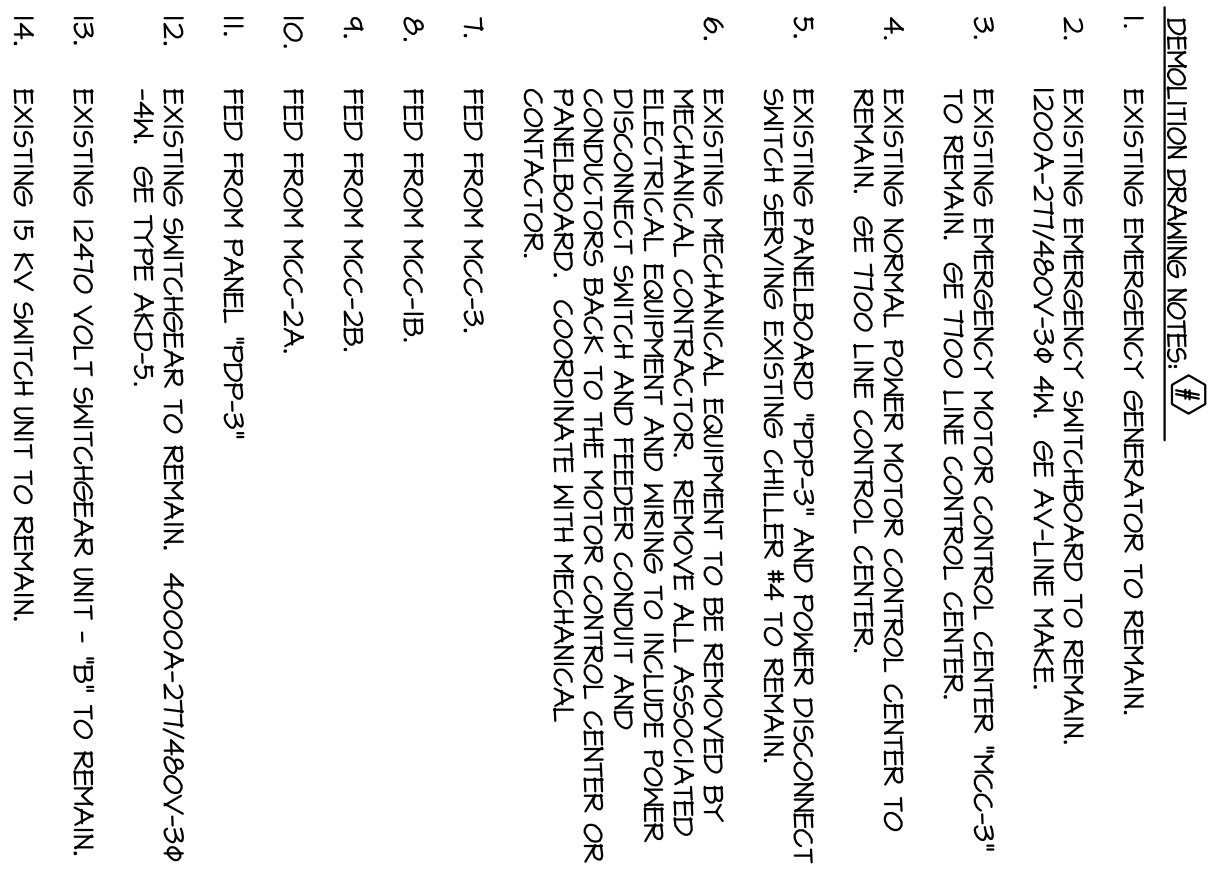 DEMOLITION DRAWING NOTES: #
1. EXISTING EMERGENCY GENERATOR TO REMAIN.
2. EXISTING EMERGENCY SWITCHBOARD TO REMAIN.
1200A-277/480V-3Φ 4W. GE AV-LINE MAKE.
3. EXISTING EMERGENCY MOTOR CONTROL CENTER "MCC-3"
TO REMAIN. GE 7700 LINE CONTROL CENTER.
4. EXISTING NORMAL POWER MOTOR CONTROL CENTER TO
REMAIN. GE 7700 LINE CONTROL CENTER.
5. EXISTING PANELBOARD "PDP-3" AND POWER DISCONNECT
SWITCH SERVING EXISTING CHILLER #4 TO REMAIN.
6. EXISTING MECHANICAL EQUIPMENT TO BE REMOVED BY
MECHANICAL CONTRACTOR. REMOVE ALL ASSOCIATED
ELECTRICAL EQUIPMENT AND WIRING TO INCLUDE POWER
DISCONNECT SWITCH AND FEEDER CONDUIT AND
CONDUCTORS BACK TO THE MOTOR CONTROL CENTER OR
PANELBOARD. COORDINATE WITH MECHANICAL
CONTACTOR.
7. FED FROM MCC-3.
8. FED FROM MCC-1B.
9. FED FROM MCC-2B.
10. FED FROM MCC-2A.
11. FED FROM PANEL "PDP-3"
12. EXISTING SWITCHGEAR TO REMAIN. 4000A-277/480V-3Φ
-4W. GE TYPE AKD-5.
13. EXISTING 12470 VOLT SWITCHGEAR UNIT - "B" TO REMAIN.
14. EXISTING 15 KV SWITCH UNIT TO REMAIN.